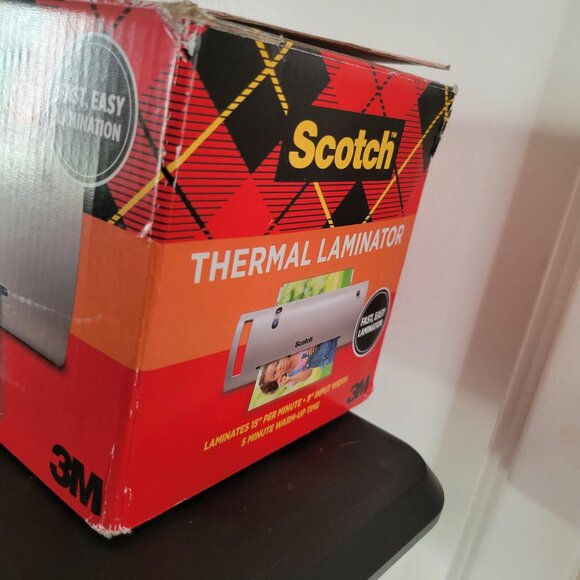 FAST, EASY
LAMINATION
Scotch™
THERMAL LAMINATOR
Scotch
FAST, EASY
LAMINATION
LAMINATES 15" PER MINUTE • 9" INPUT WIDTH
5 MINUTE WARM-UP TIME
3M
3M